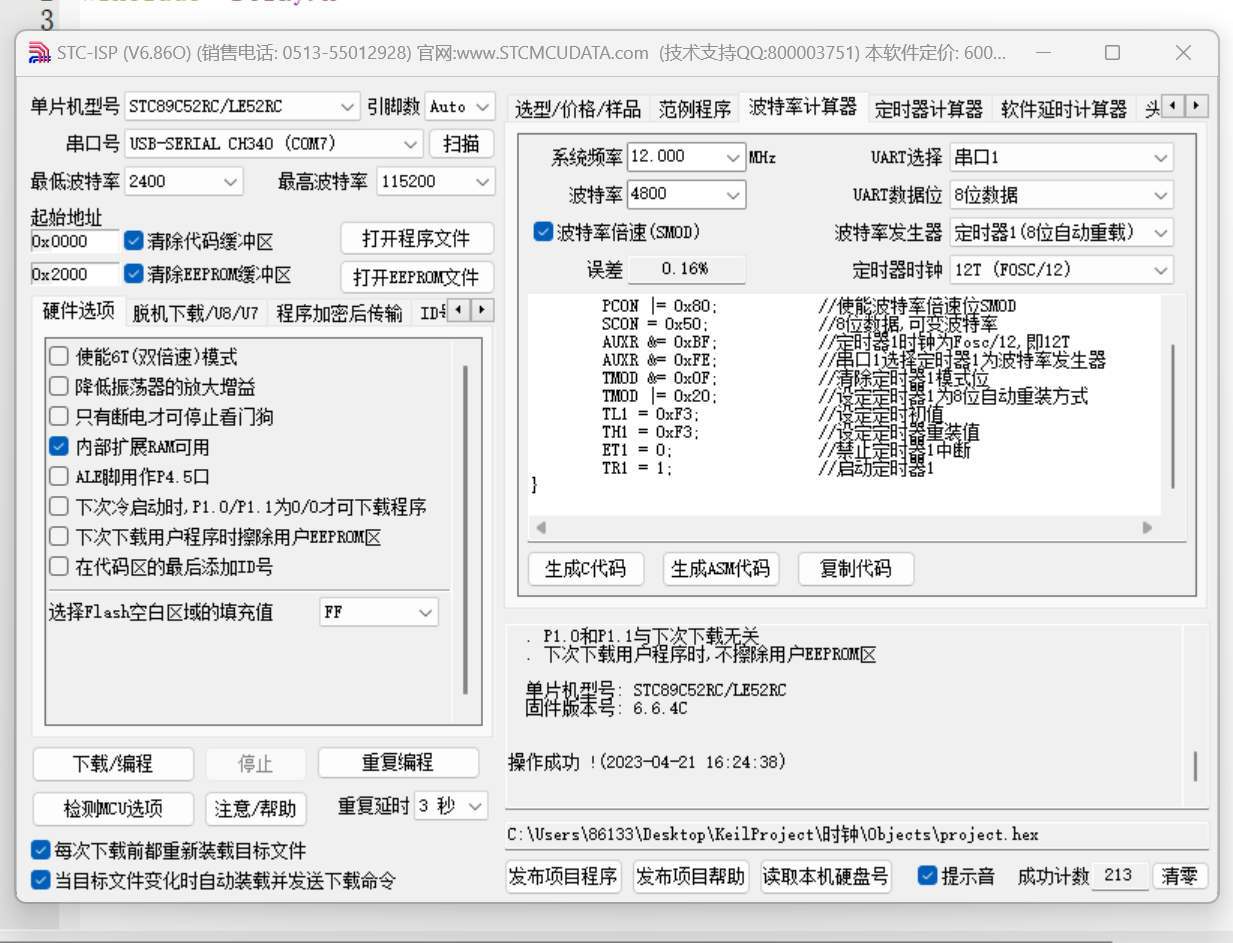 3
STC-ISP (V6.86O) (销售电话: 0513-55012928) 官网:www.STCMCUDATA.com (技术支持QQ:800003751) 本软件定价: 600...
单片机型号 STC89C52RC/LE52RC 引脚数 Auto
串口号 USB-SERIAL CH340 (COM7) 扫描
最低波特率 2400 最高波特率 115200
起始地址
0x0000 清除代码缓冲区 打开程序文件
0x2000 清除EEPROM缓冲区 打开EEPROM文件
硬件选项 脱机下载/U8/U7 程序加密后传输
使能6T(双倍速)模式
降低振荡器的放大增益
只有断电才可停止看门狗
内部扩展RAM可用
ALE脚用作P4.5口
下次冷启动时,P1.0/P1.1为0/0才可下载程序
下次下载用户程序时擦除用户EEPROM区
在代码区的最后添加ID号
选择Flash空白区域的填充值 FF
下载/编程 停止 重复编程
检测MCU选项 注意/帮助 重复延时 3 秒
每次下载前都重新装载目标文件
当目标文件变化时自动装载并发送下载命令
选型/价格/样品 范例程序 波特率计算器 定时器计算器 软件延时计算器 头
系统频率 12.000 MHz UART选择 串口1
波特率 4800 UART数据位 8位数据
波特率倍速(SMOD) 波特率发生器 定时器1(8位自动重载)
误差 0.16% 定时器时钟 12T (FOSC/12)
PCON |= 0x80; //使能波特率倍速位SMOD
SCON = 0x50; //8位数据,可变波特率
AUXR &= 0xBF; //定时器1时钟为Fosc/12,即12T
AUXR &= 0xFE; //串口1选择定时器1为波特率发生器
TMOD &= 0x0F; //清除定时器1模式位
TMOD |= 0x20; //设定定时器1为8位自动重装方式
TL1 = 0xF3; //设定定时初值
TH1 = 0xF3; //设定定时器重装值
ET1 = 0; //禁止定时器1中断
TR1 = 1; //启动定时器1
}
生成C代码 生成ASM代码 复制代码
. P1.0和P1.1与下次下载无关
. 下次下载用户程序时,不擦除用户EEPROM区
单片机型号: STC89C52RC/LE52RC
固件版本号: 6.6.4C
操作成功 !(2023-04-21 16:24:38)
C:\Users\86133\Desktop\KeilProject\时钟\Objects\project.hex
发布项目程序 发布项目帮助 读取本机硬盘号 提示音 成功计数 213 清零